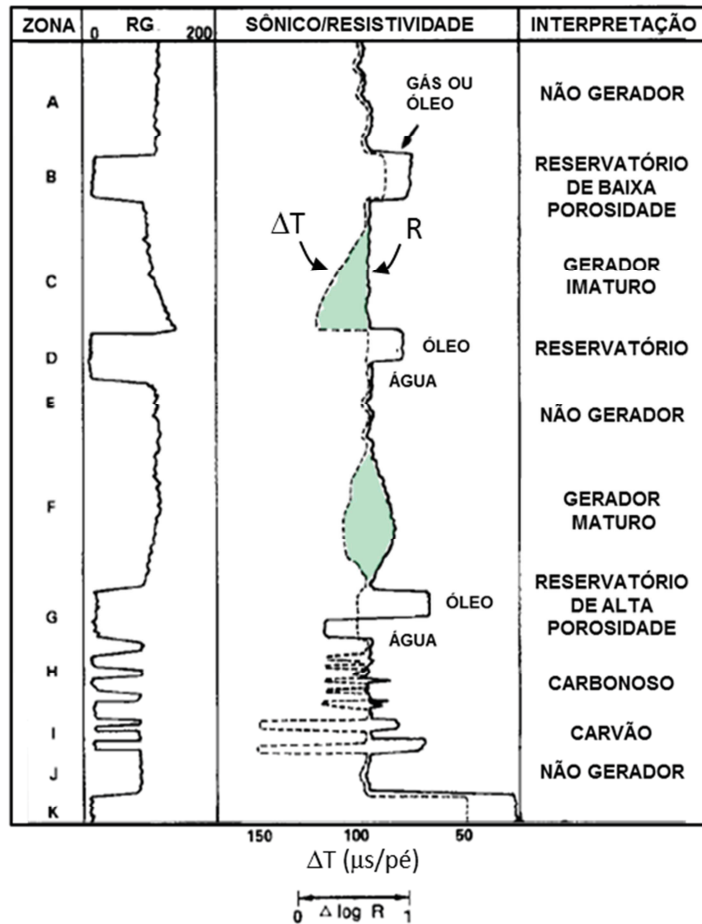 ZONA RG SÔNICO/RESISTIVIDADE INTERPRETAÇÃO
0 200
A
GÁS OU
ÓLEO
NÃO GERADOR
B
RESERVATÓRIO
DE BAIXA
POROSIDADE
ΔT R
C
GERADOR
IMATURO
D
ÓLEO
RESERVATÓRIO
ÁGUA
E
NÃO GERADOR
F
GERADOR
MATURO
G
ÓLEO
RESERVATÓRIO
DE ALTA
POROSIDADE
ÁGUA
H
CARBONOSO
I
CARVÃO
J
NÃO GERADOR
K
150 100 50
ΔT (μs/pé)
0 Δ log R 1